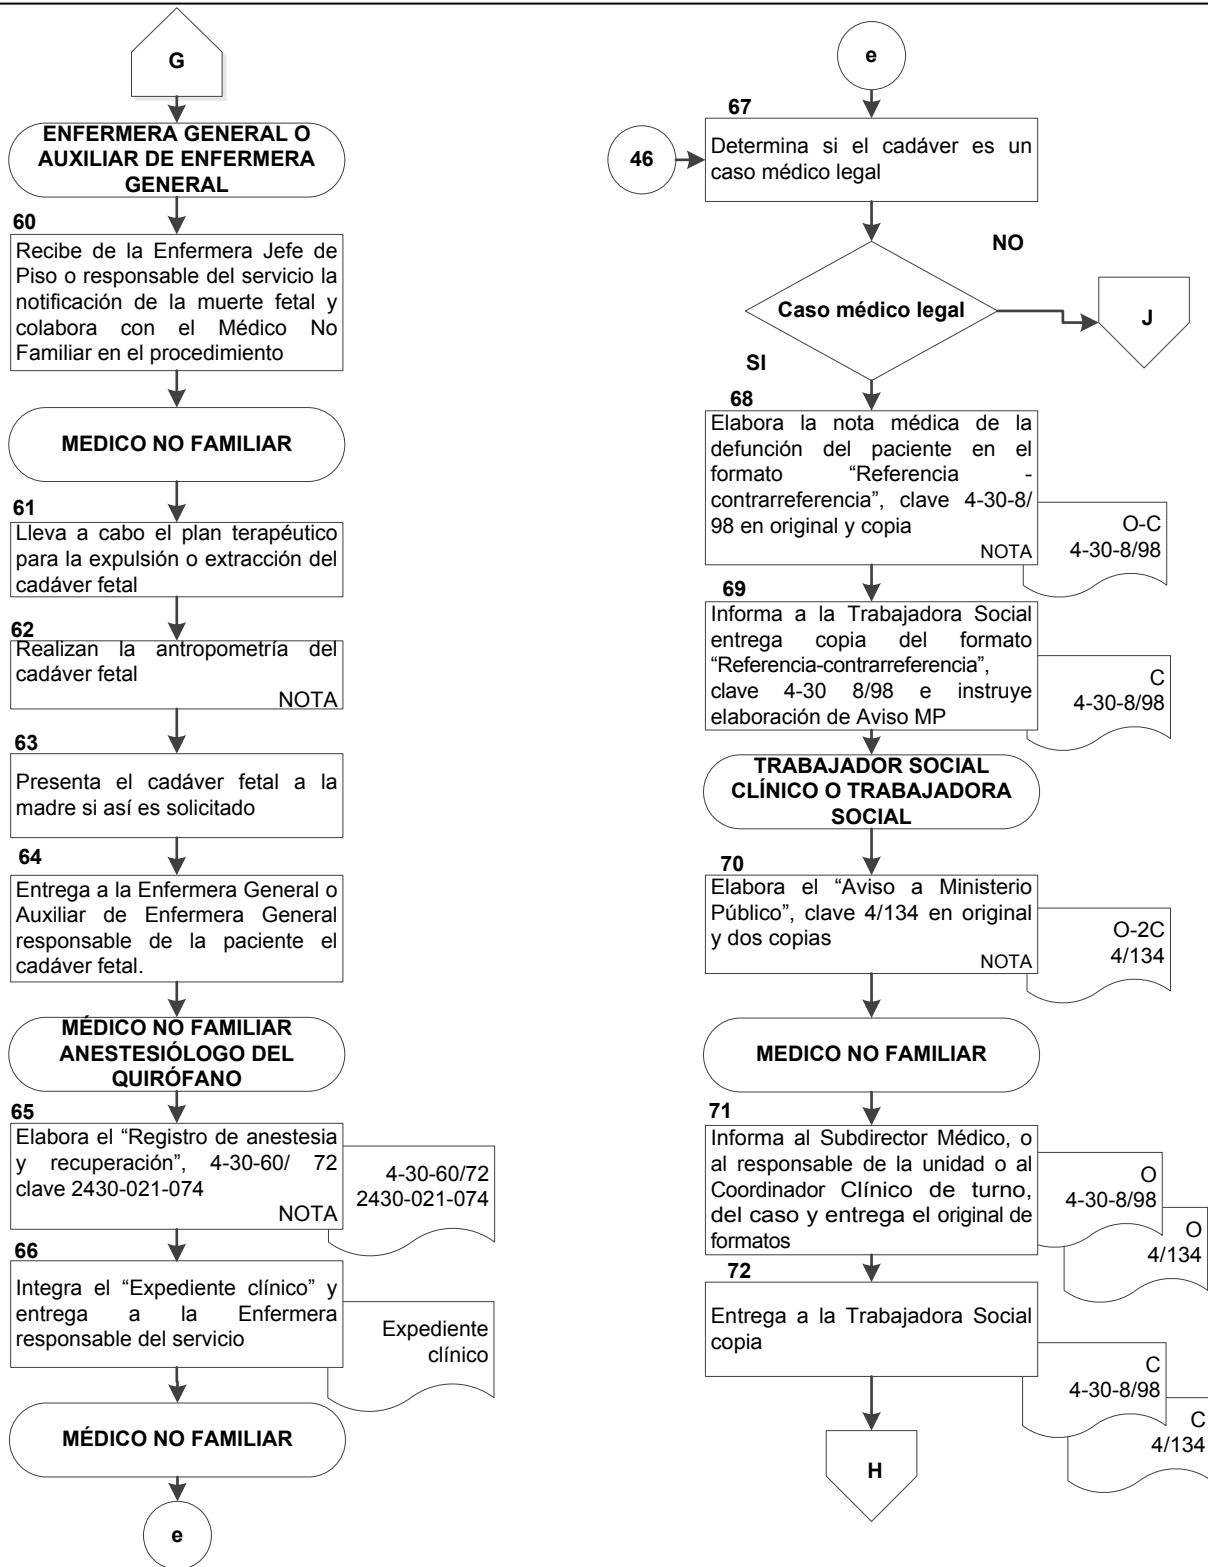 G
ENFERMERA GENERAL O
AUXILIAR DE ENFERMERA
GENERAL
60
Recibe de la Enfermera Jefe de
Piso o responsable del servicio la
notificación de la muerte fetal y
colabora con el Médico No
Familiar en el procedimiento
MEDICO NO FAMILIAR
61
Lleva a cabo el plan terapéutico
para la expulsión o extracción del
cadáver fetal
62
Realizan la antropometría del
cadáver fetal
NOTA
63
Presenta el cadáver fetal a la
madre si así es solicitado
64
Entrega a la Enfermera General o
Auxiliar de Enfermera General
responsable de la paciente el
cadáver fetal.
MÉDICO NO FAMILIAR
ANESTESIÓLOGO DEL
QUIRÓFANO
65
Elabora el “Registro de anestesia
y recuperación”, 4-30-60/ 72
clave 2430-021-074
NOTA
4-30-60/72
2430-021-074
66
Integra el “Expediente clínico” y
entrega a la Enfermera
responsable del servicio
Expediente
clínico
MÉDICO NO FAMILIAR
e
e
67
46
Determina si el cadáver es un
caso médico legal
NO
Caso médico legal
J
SI
68
Elabora la nota médica de la
defunción del paciente en el
formato “Referencia -
contrarreferencia”, clave 4-30-8/
98 en original y copia
NOTA
O-C
4-30-8/98
69
Informa a la Trabajadora Social
entrega copia del formato
“Referencia-contrarreferencia”,
clave 4-30 8/98 e instruye
elaboración de Aviso MP
C
4-30-8/98
TRABAJADOR SOCIAL
CLÍNICO O TRABAJADORA
SOCIAL
70
Elabora el “Aviso a Ministerio
Público”, clave 4/134 en original
y dos copias
NOTA
O-2C
4/134
MEDICO NO FAMILIAR
71
Informa al Subdirector Médico, o
al responsable de la unidad o al
Coordinador Clínico de turno,
del caso y entrega el original de
formatos
O
4-30-8/98
O
4/134
72
Entrega a la Trabajadora Social
copia
C
4-30-8/98
C
4/134
H